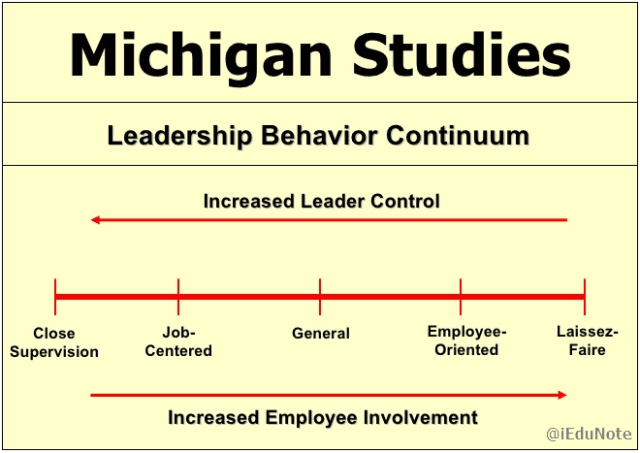 Michigan Studies
Leadership Behavior Continuum
Increased Leader Control
Close
Supervision
Job-
Centered
General
Employee-
Oriented
Laissez-
Faire
Increased Employee Involvement
@iEduNote